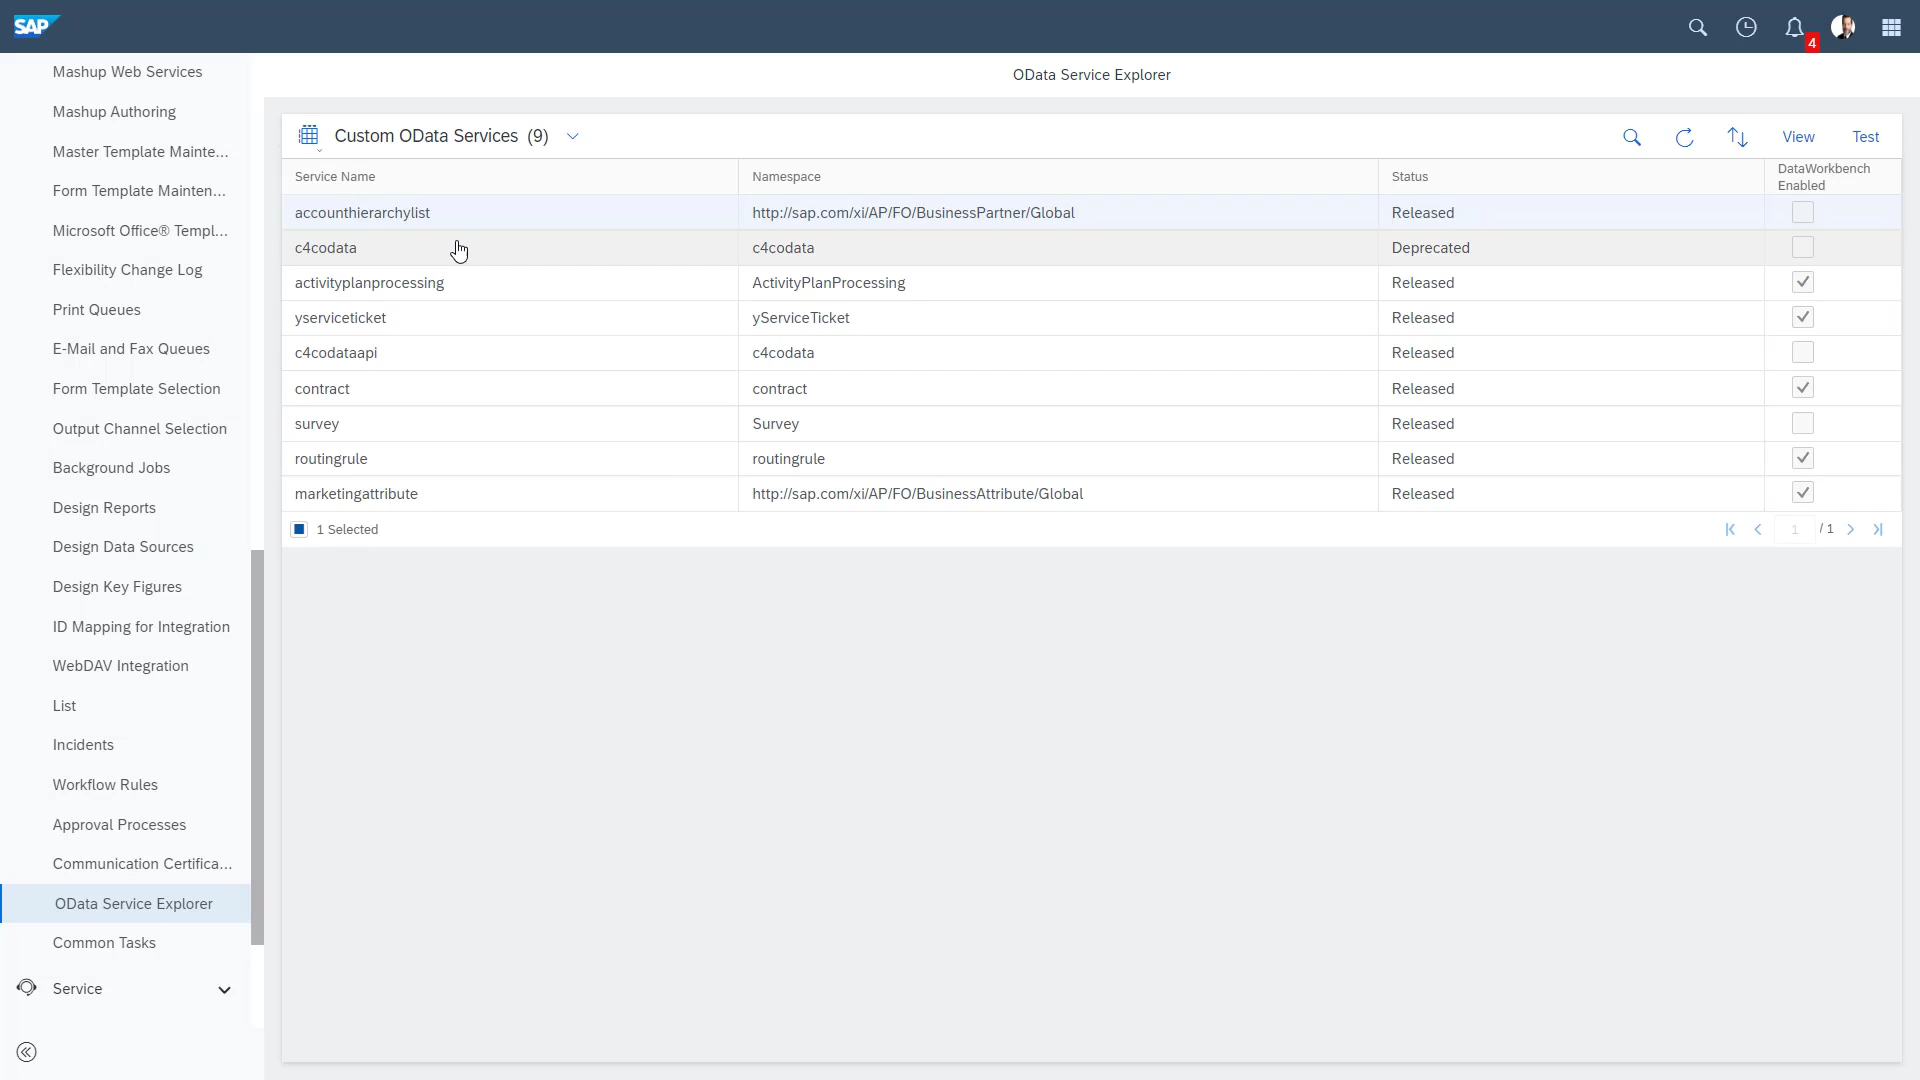 SAP
4
Mashup Web Services
Mashup Authoring
Master Template Mainte...
Form Template Mainten...
Microsoft Office® Templ...
Flexibility Change Log
Print Queues
E-Mail and Fax Queues
Form Template Selection
Output Channel Selection
Background Jobs
Design Reports
Design Data Sources
Design Key Figures
ID Mapping for Integration
WebDAV Integration
List
Incidents
Workflow Rules
Approval Processes
Communication Certifica...
OData Service Explorer
Common Tasks
Service
OData Service Explorer
Custom OData Services (9)
View Test
Service Name Namespace Status DataWorkbench
Enabled
accounthierarchylist http://sap.com/xi/AP/FO/BusinessPartner/Global Released
c4codata c4codata Deprecated
activityplanprocessing ActivityPlanProcessing Released
yserviceticket yServiceTicket Released
c4codataapi c4codata Released
contract contract Released
survey Survey Released
routingrule routingrule Released
marketingattribute http://sap.com/xi/AP/FO/BusinessAttribute/Global Released
1 Selected 1 / 1